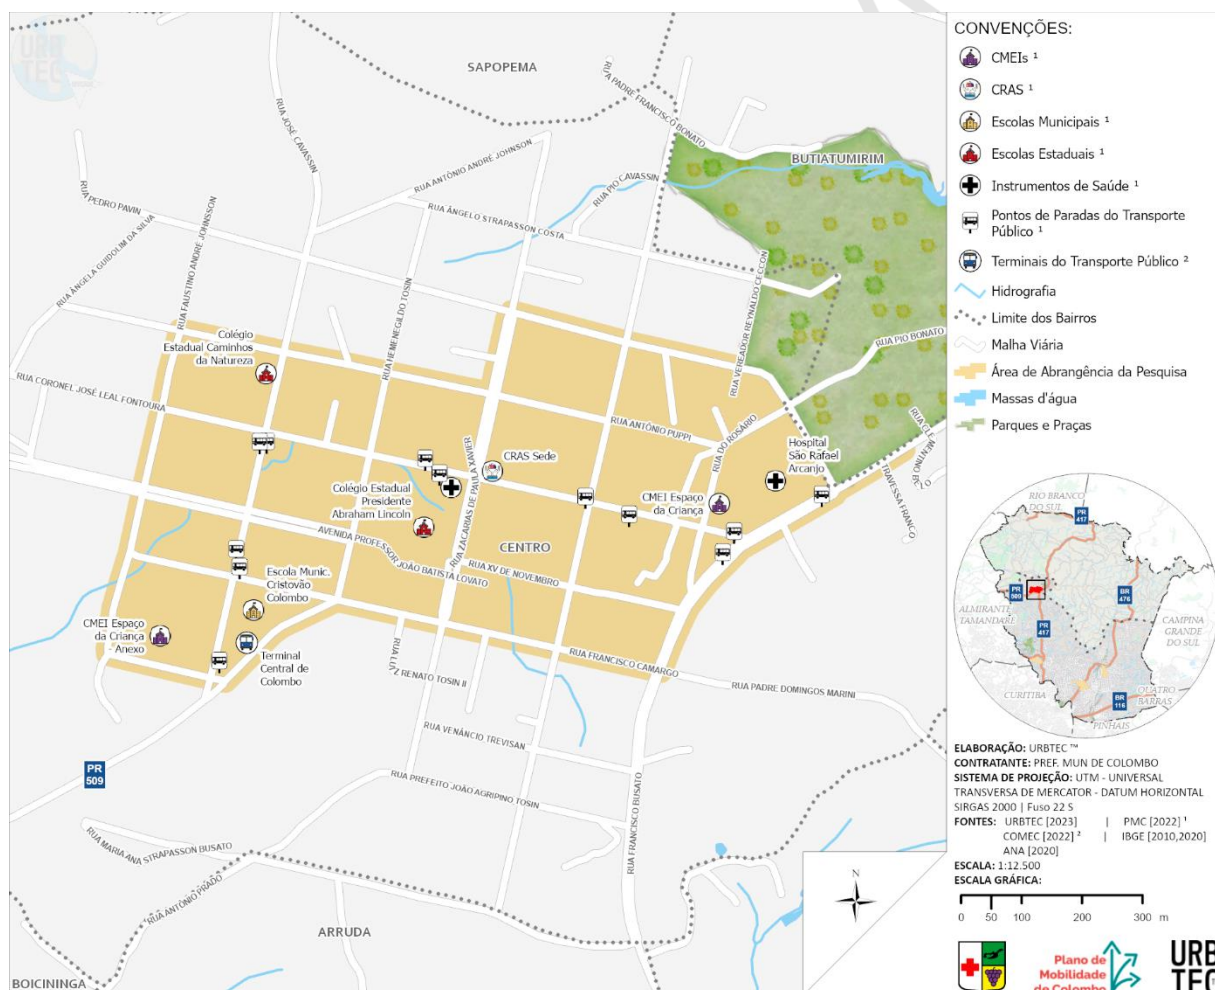 URB
TEC
SAPOPEMA
RUA PADRE FRANCISCO BONATO
BUTIATUMIRIM
RUA JOSÉ CAVASSIN
RUA ANTÔNIO ANDRÉ JOHNSON
RUA PIO CAVASSIN
RUA PEDRO PAVIN
RUA ÂNGELO STRAPASSON COSTA
RUA ÂNGELA GUIDOLIM DA SILVA
RUA FAUSTINO ANDRÉ JOHNSSON
RUA HEMENEGILDO TOSIN
RUA VEREADOR REYNALDO CECCON
RUA PIO BONATO
Colégio
Estadual Caminhos
da Natureza
RUA CORONEL JOSÉ LEAL FONTOURA
RUA ANTÔNIO PUPPI
RUA DO ROSÁRIO
Hospital
São Rafael
Arcanjo
TRAVESSA FRANCO
CRAS Sede
RUA ZACARIAS DE PAULA XAVIER
Colégio Estadual
Presidente
Abraham Lincoln
CMEI Espaço
da Criança
AVENIDA PROFESSOR JOÃO BATISTA LOVATO
CENTRO
RUA XV DE NOVEMBRO
Escola Munic.
Cristovão
Colombo
CMEI Espaço
da Criança
- Anexo
Terminal
Central de
Colombo
RUA LUIZ RENATO TOSIN II
RUA FRANCISCO CAMARGO
RUA PADRE DOMINGOS MARINI
RUA VENÂNCIO TREVISAN
PR
509
RUA PREFEITO JOÃO AGRIPINO TOSIN
RUA FRANCISCO BUSATO
RUA MARIA ANA STRAPASSON BUSATO
RUA ANTÔNIO PRADO
ARRUDA
BOICININGA
N
CONVENÇÕES:
CMEIs ¹
CRAS ¹
Escolas Municipais ¹
Escolas Estaduais ¹
Instrumentos de Saúde ¹
Pontos de Paradas do Transporte
Público ¹
Terminais do Transporte Público ²
Hidrografia
Limite dos Bairros
Malha Viária
Área de Abrangência da Pesquisa
Massas d'água
Parques e Praças
RIO BRANCO
DO SUL
PR
417
PR
509
BR
476
ALMIRANTE
TAMANDARÉ
PR
417
CAMPINA
GRANDE
DO SUL
CURITIBA
QUATRO
BARRAS
BR
116
PINHAIS
ELABORAÇÃO: URBTEC ™
CONTRATANTE: PREF. MUN DE COLOMBO
SISTEMA DE PROJEÇÃO: UTM - UNIVERSAL
TRANSVERSA DE MERCATOR - DATUM HORIZONTAL
SIRGAS 2000 | Fuso 22 S
FONTES: URBTEC [2023] | PMC [2022] ¹
COMEC [2022] ² | IBGE [2010,2020]
ANA [2020]
ESCALA: 1:12.500
ESCALA GRÁFICA:
0 50 100 200 300 m
Plano de
Mobilidade
de Colombo
URB
TEC